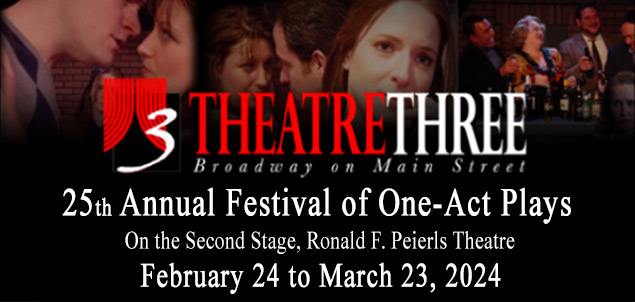 3 THEATRETHREE
Broadway on Main Street
25th Annual Festival of One-Act Plays
On the Second Stage, Ronald F. Peierls Theatre
February 24 to March 23, 2024